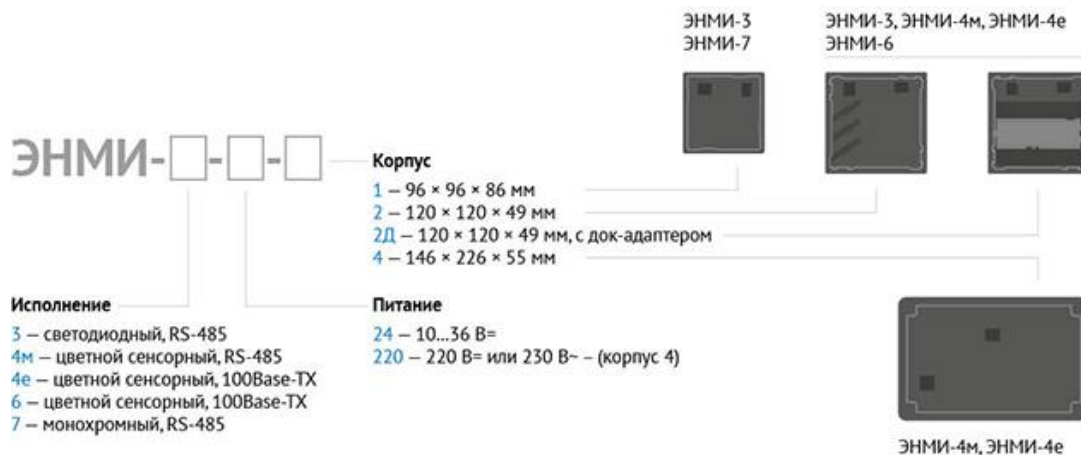 ЭНМИ-3
ЭНМИ-7
ЭНМИ-3, ЭНМИ-4м, ЭНМИ-4е
ЭНМИ-6
ЭНМИ-□-□-□
Корпус
1 – 96 × 96 × 86 мм
2 – 120 × 120 × 49 мм
2Д – 120 × 120 × 49 мм, с док-адаптером
4 – 146 × 226 × 55 мм
Исполнение
3 – светодиодный, RS-485
4м – цветной сенсорный, RS-485
4е – цветной сенсорный, 100Base-TX
6 – цветной сенсорный, 100Base-TX
7 – монохромный, RS-485
Питание
24 – 10...36 В=
220 – 220 В= или 230 В~ – (корпус 4)
ЭНМИ-4м, ЭНМИ-4е